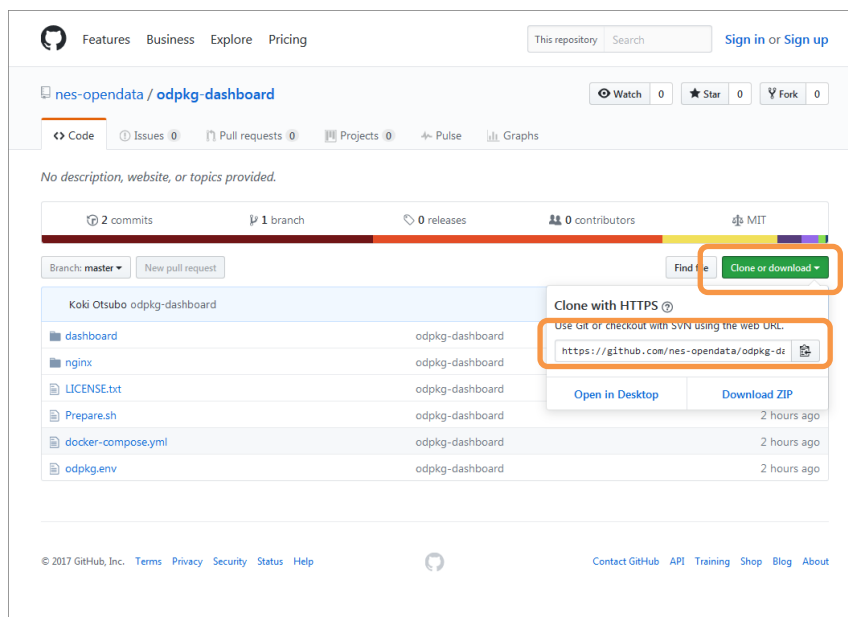 Features Business Explore Pricing This repository Search Sign in or Sign up
nes-opendata / odpkg-dashboard Watch 0 Star 0 Fork 0
Code Issues 0 Pull requests 0 Projects 0 Pulse Graphs
No description, website, or topics provided.
2 commits 1 branch 0 releases 0 contributors MIT
Branch: master New pull request Find Clone or download
Koki Otsubo odpkg-dashboard
Clone with HTTPS
Use Git or checkout with SVN using the web URL.
https://github.com/nes-opendata/odpkg-da
Open in Desktop Download ZIP
dashboard odpkg-dashboard
nginx odpkg-dashboard
LICENSE.txt odpkg-dashboard
Prepare.sh odpkg-dashboard 2 hours ago
docker-compose.yml odpkg-dashboard 2 hours ago
odpkg.env odpkg-dashboard 2 hours ago
© 2017 GitHub, Inc. Terms Privacy Security Status Help Contact GitHub API Training Shop Blog About